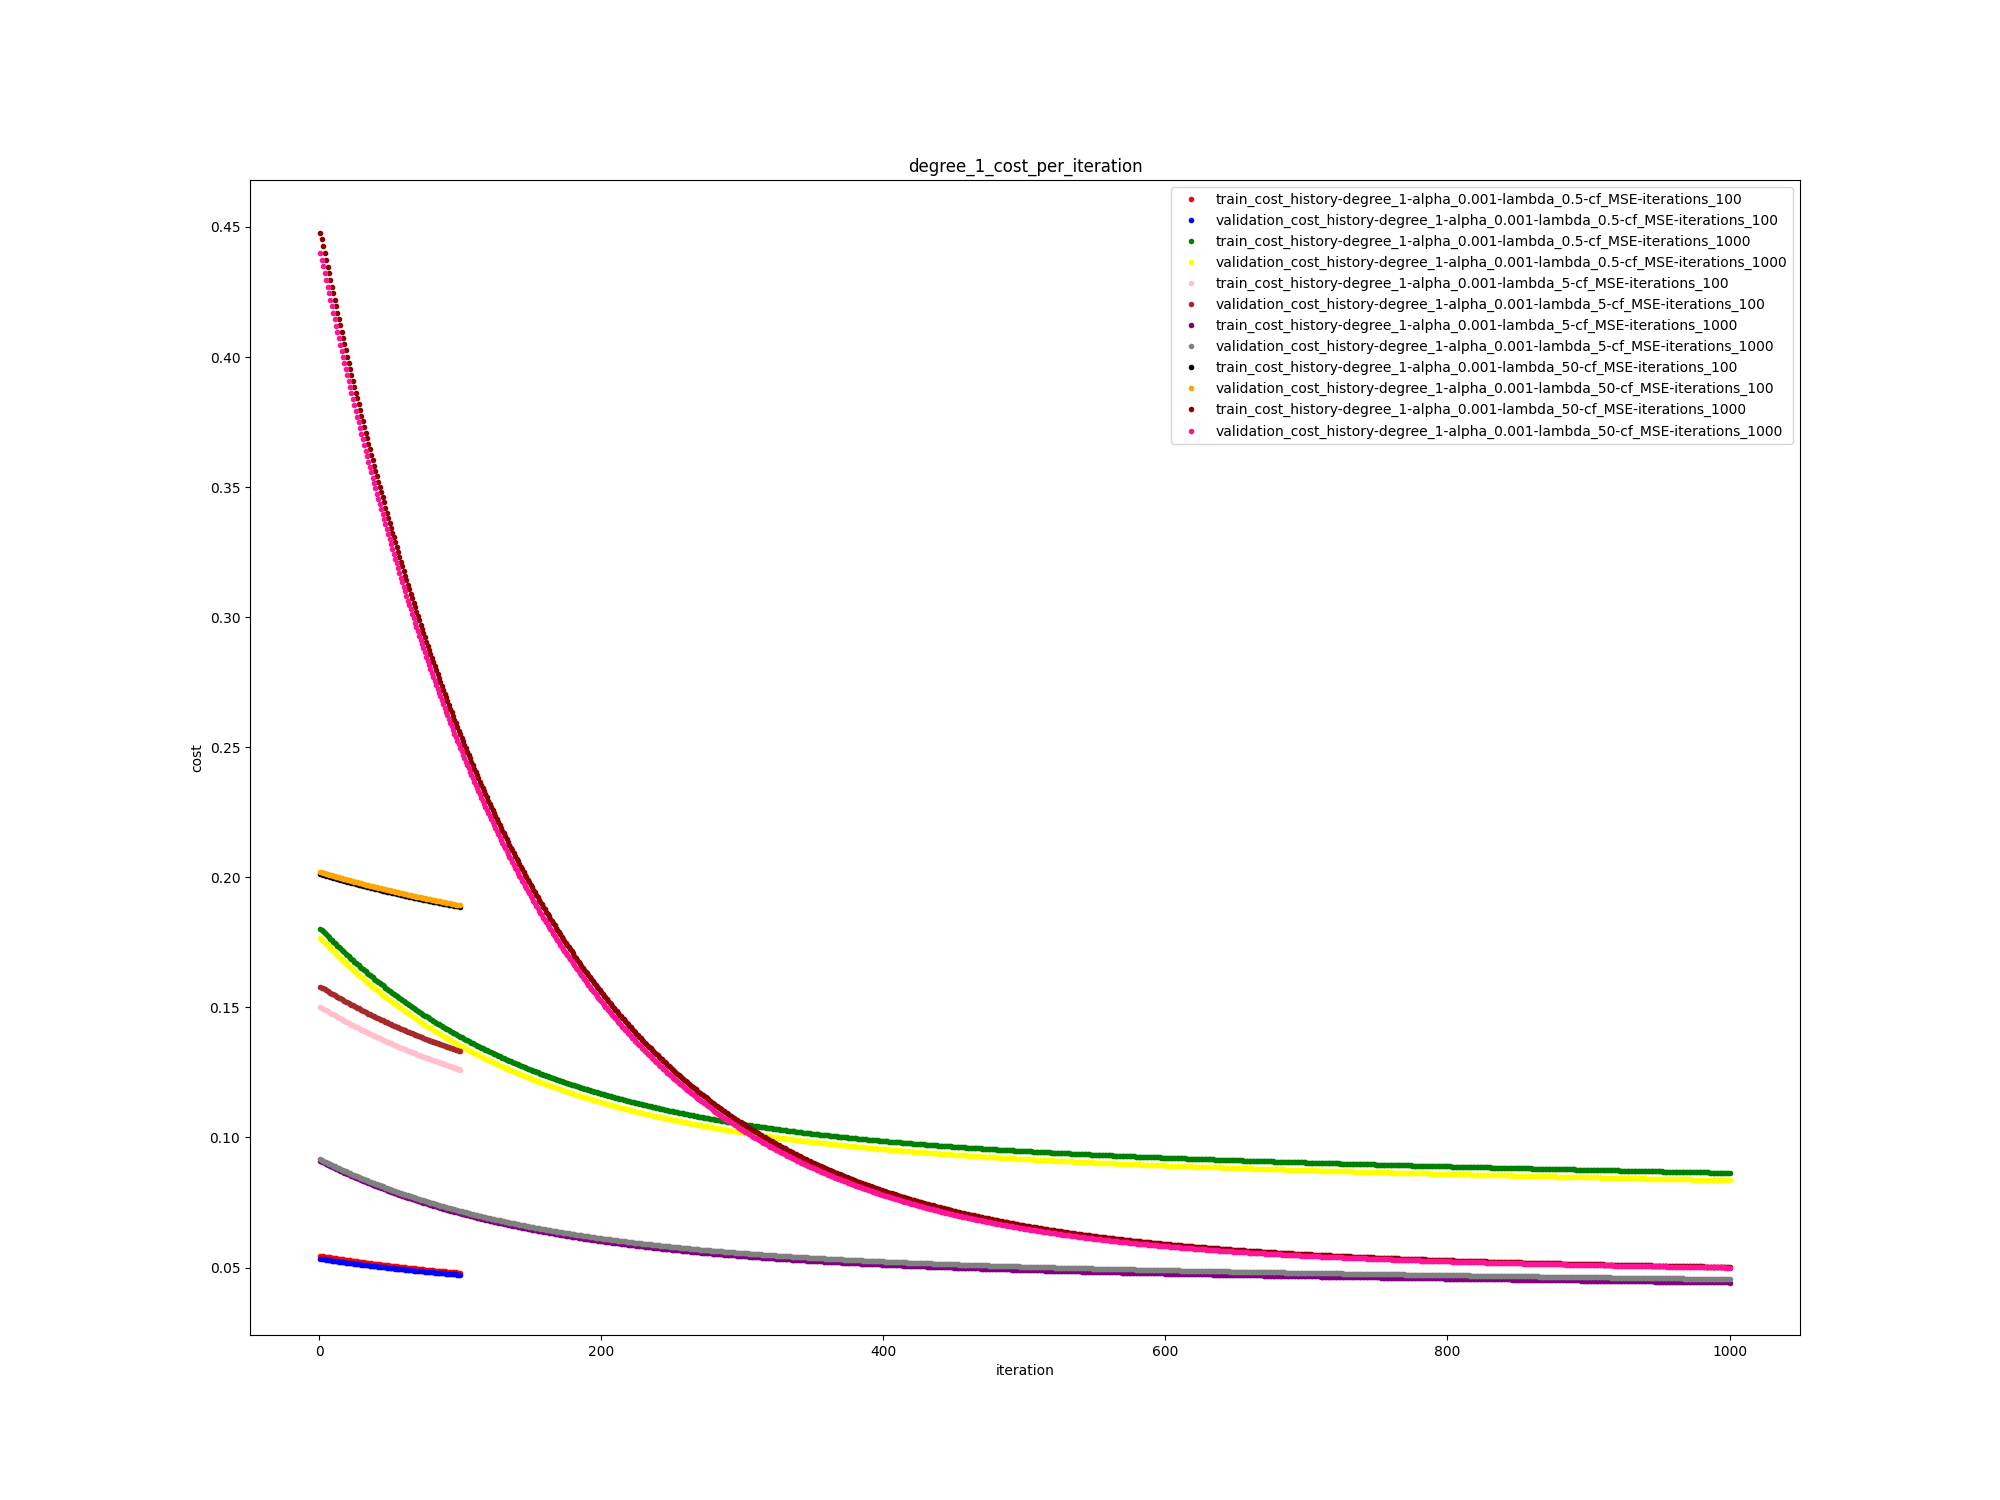 degree_1_cost_per_iteration
train_cost_history-degree_1-alpha_0.001-lambda_0.5-cf_MSE-iterations_100
validation_cost_history-degree_1-alpha_0.001-lambda_0.5-cf_MSE-iterations_100
train_cost_history-degree_1-alpha_0.001-lambda_0.5-cf_MSE-iterations_1000
validation_cost_history-degree_1-alpha_0.001-lambda_0.5-cf_MSE-iterations_1000
train_cost_history-degree_1-alpha_0.001-lambda_5-cf_MSE-iterations_100
validation_cost_history-degree_1-alpha_0.001-lambda_5-cf_MSE-iterations_100
train_cost_history-degree_1-alpha_0.001-lambda_5-cf_MSE-iterations_1000
validation_cost_history-degree_1-alpha_0.001-lambda_5-cf_MSE-iterations_1000
train_cost_history-degree_1-alpha_0.001-lambda_50-cf_MSE-iterations_100
validation_cost_history-degree_1-alpha_0.001-lambda_50-cf_MSE-iterations_100
train_cost_history-degree_1-alpha_0.001-lambda_50-cf_MSE-iterations_1000
validation_cost_history-degree_1-alpha_0.001-lambda_50-cf_MSE-iterations_1000
0.45
0.40
0.35
0.30
0.25
0.20
0.15
0.10
0.05
cost
0 200 400 600 800 1000
iteration